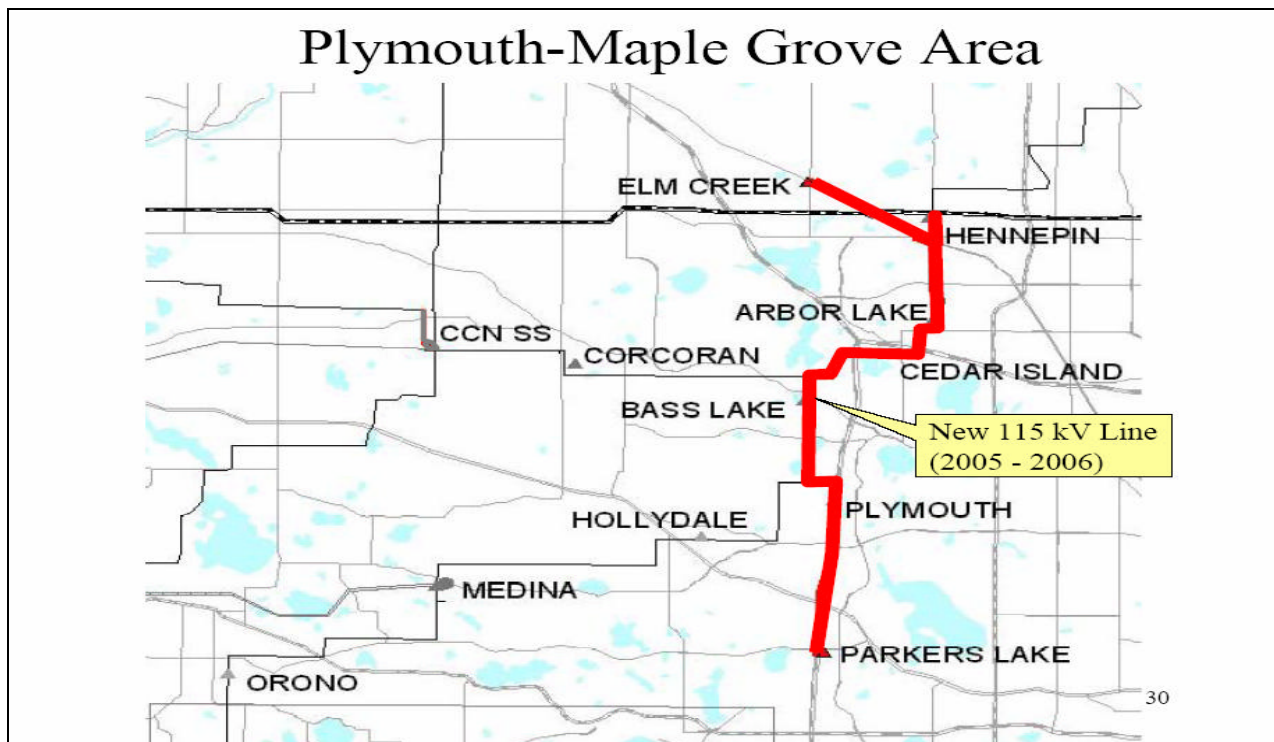 Plymouth-Maple Grove Area
ELM CREEK
HENNEPIN
ARBOR LAKE
CCN SS
CORCORAN
CEDAR ISLAND
BASS LAKE
New 115 kV Line
(2005 - 2006)
PLYMOUTH
HOLLYDALE
MEDINA
PARKERS LAKE
ORONO
30